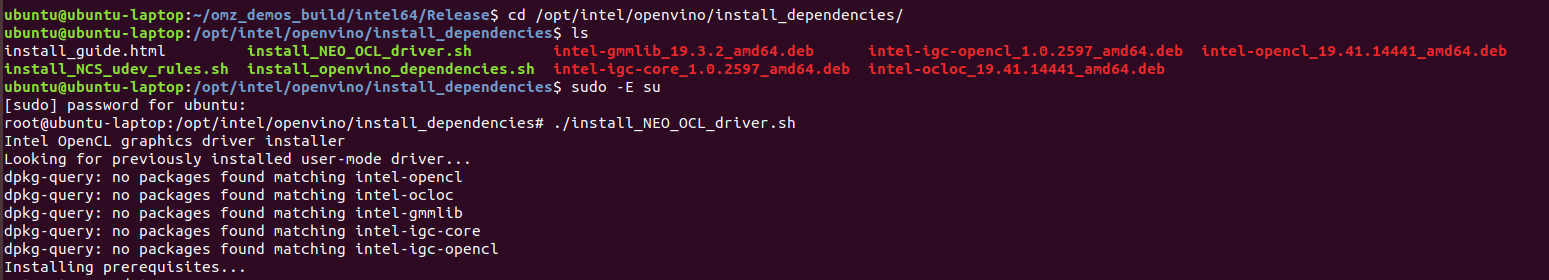 ubuntu@ubuntu-laptop:~/omz_demos_build/intel64/Release$ cd /opt/intel/openvino/install_dependencies/
ubuntu@ubuntu-laptop:/opt/intel/openvino/install_dependencies$ ls
install_guide.html install_NEO_OCL_driver.sh intel-gmmlib_19.3.2_amd64.deb intel-igc-opencl_1.0.2597_amd64.deb intel-opencl_19.41.14441_amd64.deb
install_NCS_udev_rules.sh install_openvino_dependencies.sh intel-igc-core_1.0.2597_amd64.deb intel-ocloc_19.41.14441_amd64.deb
ubuntu@ubuntu-laptop:/opt/intel/openvino/install_dependencies$ sudo -E su
[sudo] password for ubuntu:
root@ubuntu-laptop:/opt/intel/openvino/install_dependencies# ./install_NEO_OCL_driver.sh
Intel OpenCL graphics driver installer
Looking for previously installed user-mode driver...
dpkg-query: no packages found matching intel-opencl
dpkg-query: no packages found matching intel-ocloc
dpkg-query: no packages found matching intel-gmmlib
dpkg-query: no packages found matching intel-igc-core
dpkg-query: no packages found matching intel-igc-opencl
Installing prerequisites...